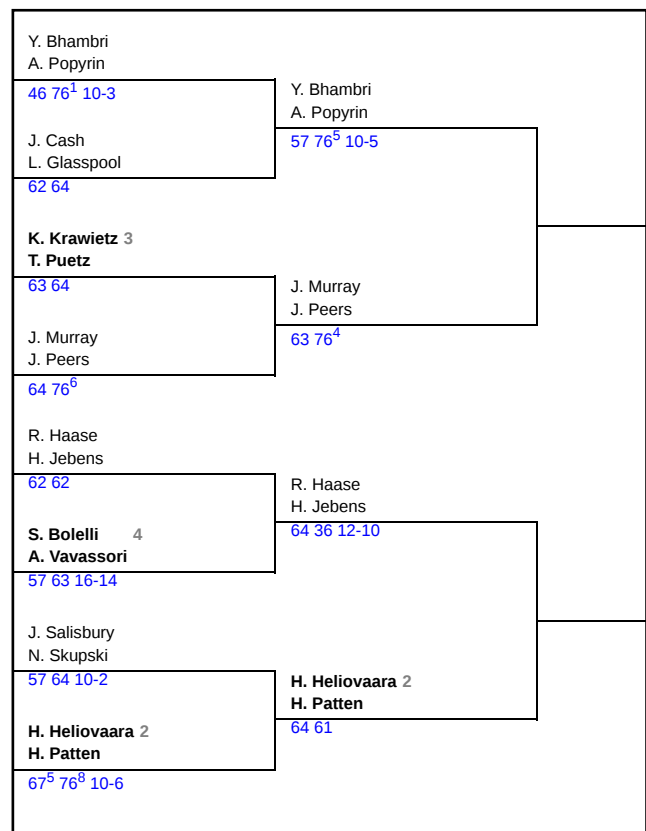 Y. Bhambri
A. Popyrin
46 76¹ 10-3
J. Cash
L. Glasspool
62 64
K. Krawietz 3
T. Puetz
63 64
J. Murray
J. Peers
64 76⁶
R. Haase
H. Jebens
62 62
S. Bolelli 4
A. Vavassori
57 63 16-14
J. Salisbury
N. Skupski
57 64 10-2
H. Heliovaara 2
H. Patten
67⁵ 76⁸ 10-6
Y. Bhambri
A. Popyrin
57 76⁵ 10-5
J. Murray
J. Peers
63 76⁴
R. Haase
H. Jebens
64 36 12-10
H. Heliovaara 2
H. Patten
64 61